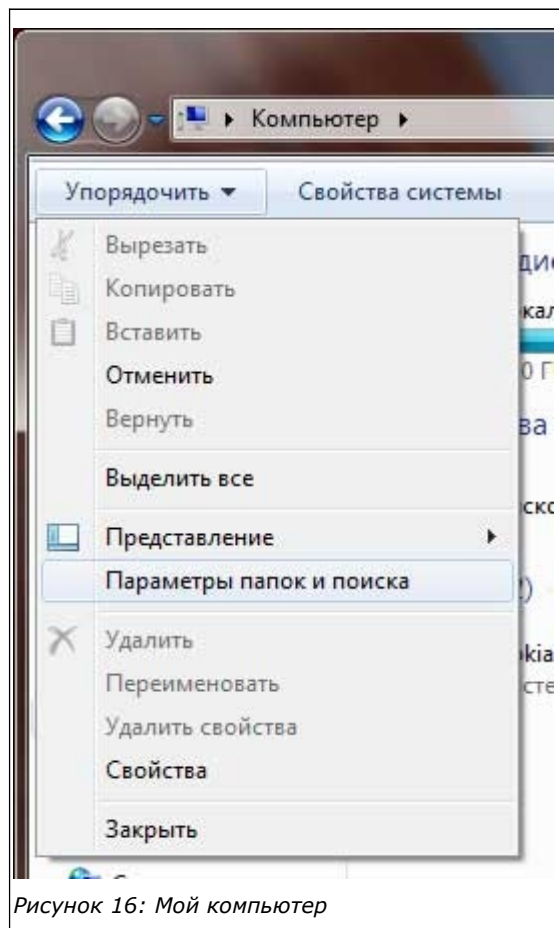 Компьютер
Упорядочить Свойства системы
Вырезать
Копировать
Вставить
Отменить
Вернуть
Выделить все
Представление
Параметры папок и поиска
Удалить
Переименовать
Удалить свойства
Свойства
Закрыть
Рисунок 16: Мой компьютер